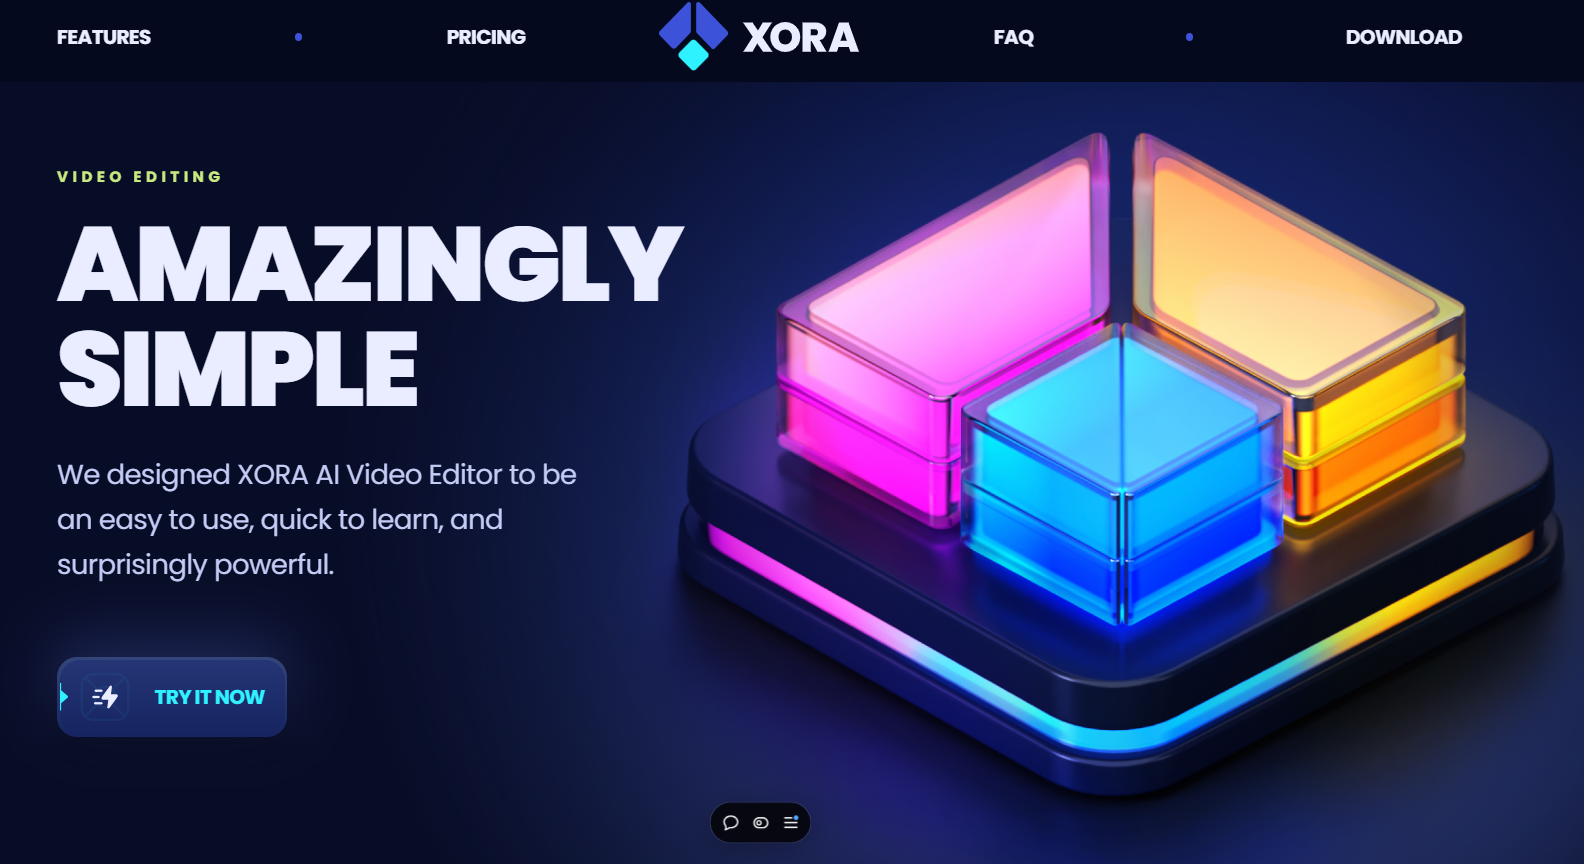 FEATURES
PRICING
XORA
FAQ
DOWNLOAD
VIDEO EDITING
AMAZINGLY
SIMPLE
We designed XORA AI Video Editor to be
an easy to use, quick to learn, and
surprisingly powerful.
TRY IT NOW